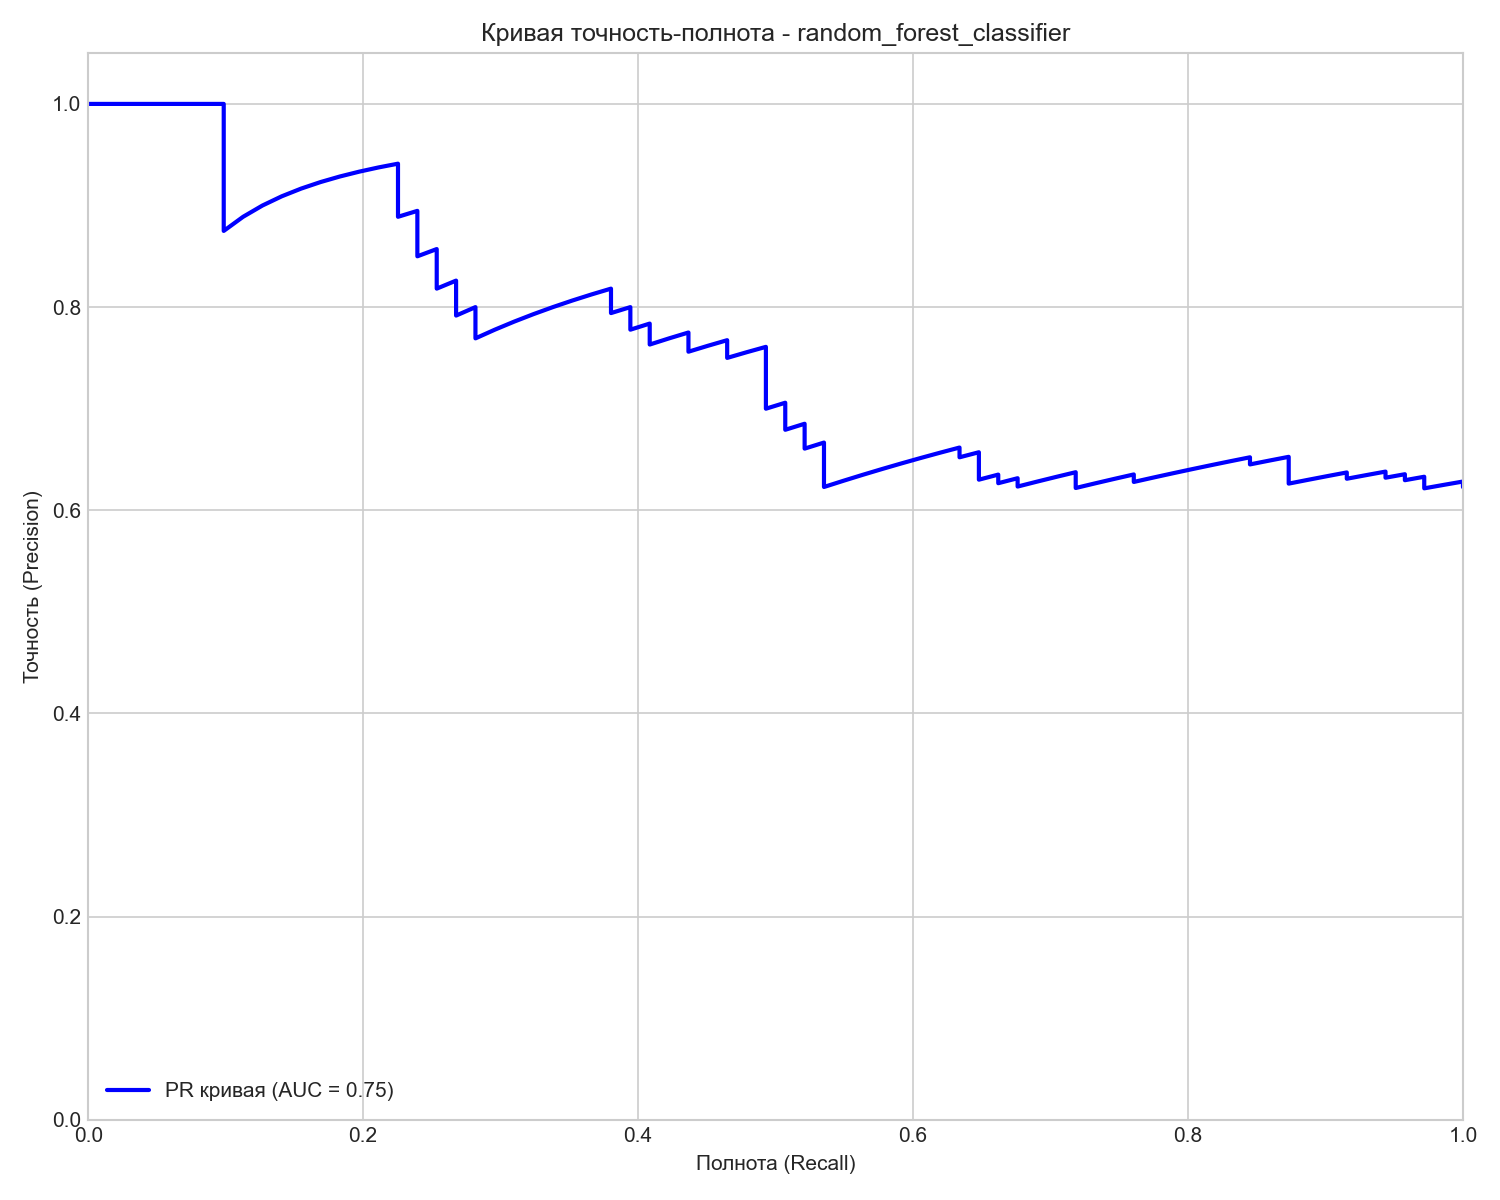 Кривая точность-полнота - random_forest_classifier
1.0
0.8
0.6
0.4
0.2
0.0
Точность (Precision)
PR кривая (AUC = 0.75)
0.0 0.2 0.4 0.6 0.8 1.0
Полнота (Recall)